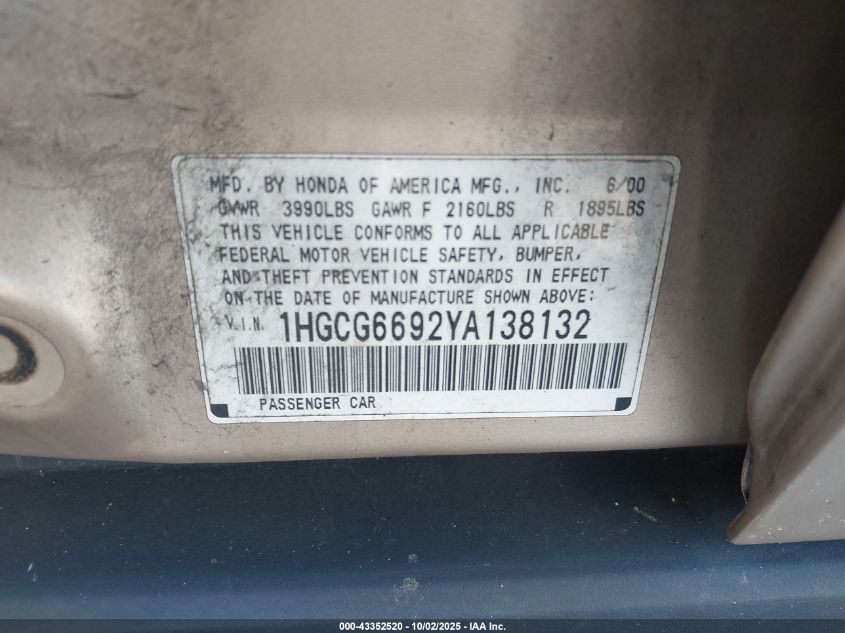 MFD. BY HONDA OF AMERICA MFG., INC. 6/00
GVWR 3990LBS GAWR F 2160LBS R 1895LBS
THIS VEHICLE CONFORMS TO ALL APPLICABLE
FEDERAL MOTOR VEHICLE SAFETY, BUMPER,
AND THEFT PREVENTION STANDARDS IN EFFECT
ON THE DATE OF MANUFACTURE SHOWN ABOVE:
V.I.N. 1HGCG6692YA138132
PASSENGER CAR
000-43352520 | 10/02/2025 - IAA Inc.